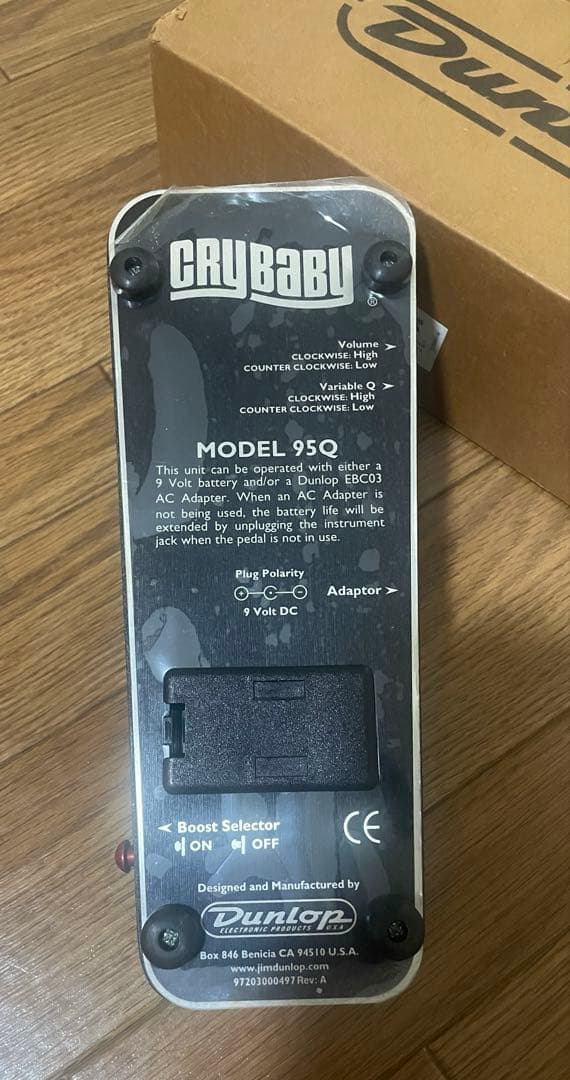 Dunlop
CRYBABY®
Volume
CLOCKWISE: High
COUNTER CLOCKWISE: Low
Variable Q
CLOCKWISE: High
COUNTER CLOCKWISE: Low
MODEL 95Q
This unit can be operated with either a
9 Volt battery and/or a Dunlop EBC03
AC Adapter. When an AC Adapter is
not being used, the battery life will be
extended by unplugging the instrument
jack when the pedal is not in use.
Plug Polarity
Adaptor
9 Volt DC
Boost Selector
ON OFF
CE
Designed and Manufactured by
Dunlop
ELECTRONIC PRODUCTS U.S.A
Box 846 Benicia CA 94510 U.S.A.
www.jimdunlop.com
97203000497 Rev: A